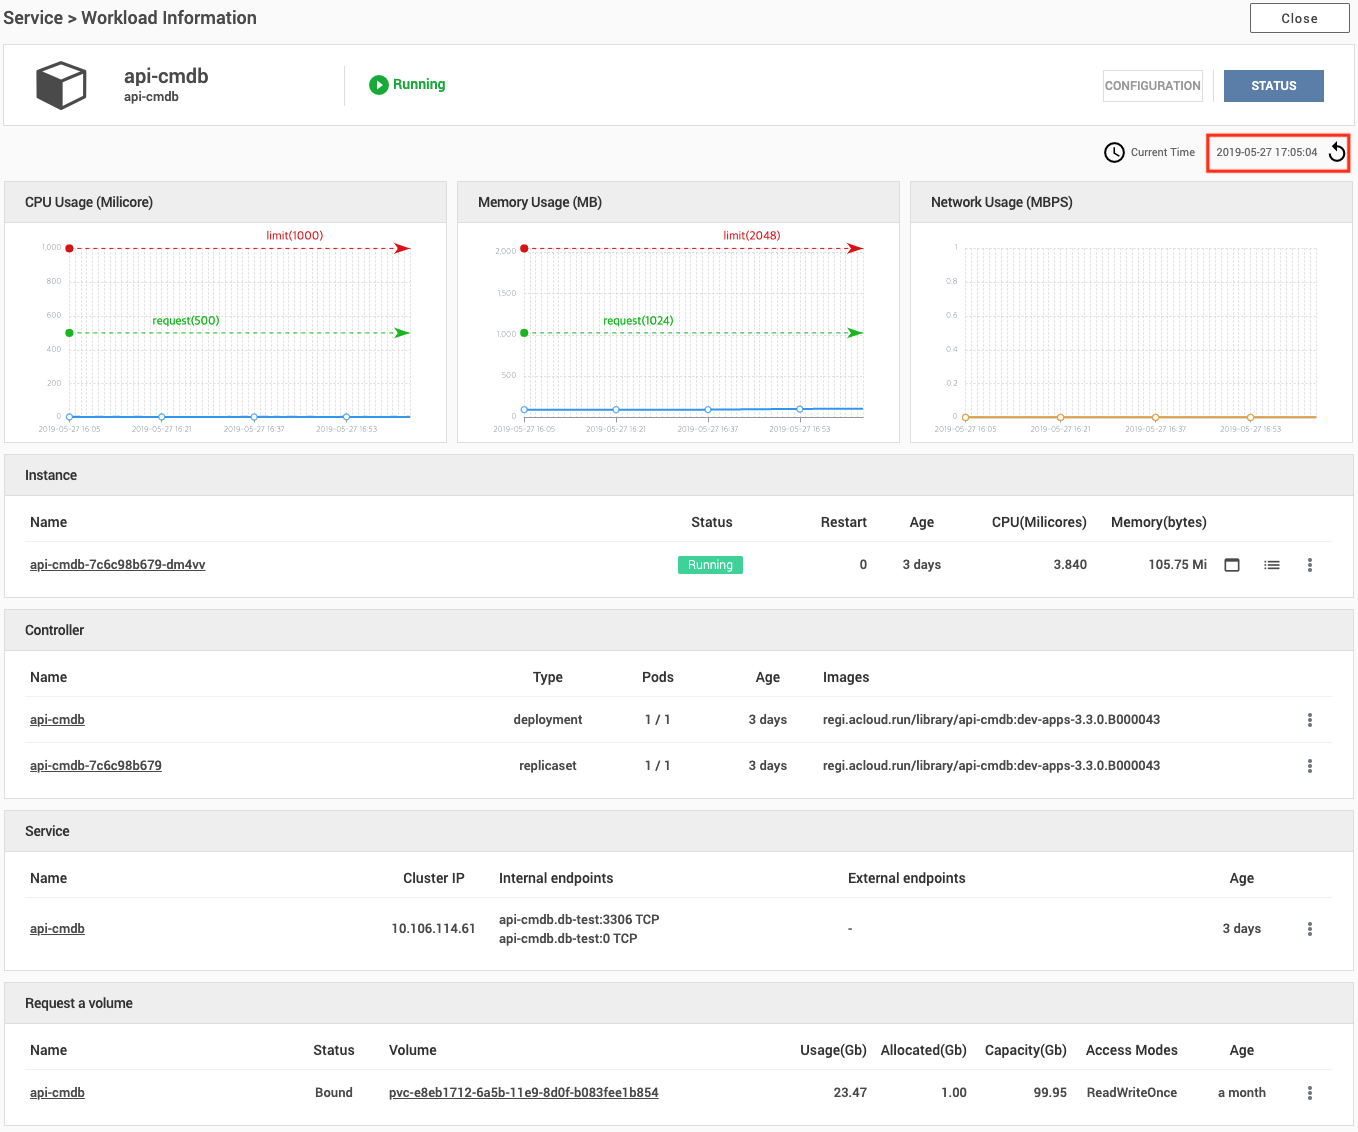 Service > Workload Information
Close
api-cmdb
api-cmdb
Running
CONFIGURATION
STATUS
Current Time
2019-05-27 17:05:04
CPU Usage (Milicore)
limit(1000)
1,000
800
600
request(500)
400
200
0
2019-05-27 16:05 2019-05-27 16:21 2019-05-27 16:37 2019-05-27 16:53
Memory Usage (MB)
limit(2048)
2,000
1,500
request(1024)
1,000
500
0
2019-05-27 16:05 2019-05-27 16:21 2019-05-27 16:37 2019-05-27 16:53
Network Usage (MBPS)
1
0.8
0.6
0.4
0.2
0
2019-05-27 16:05 2019-05-27 16:21 2019-05-27 16:37 2019-05-27 16:53
Instance
Name Status Restart Age CPU(Milicores) Memory(bytes)
api-cmdb-7c6c98b679-dm4vv Running 0 3 days 3.840 105.75 Mi
Controller
Name Type Pods Age Images
api-cmdb deployment 1 / 1 3 days regi.acloud.run/library/api-cmdb:dev-apps-3.3.0.B000043
api-cmdb-7c6c98b679 replicaset 1 / 1 3 days regi.acloud.run/library/api-cmdb:dev-apps-3.3.0.B000043
Service
Name Cluster IP Internal endpoints External endpoints Age
api-cmdb 10.106.114.61 api-cmdb.db-test:3306 TCP - 3 days
api-cmdb.db-test:0 TCP
Request a volume
Name Status Volume Usage(Gb) Allocated(Gb) Capacity(Gb) Access Modes Age
api-cmdb Bound pvc-e8eb1712-6a5b-11e9-8d0f-b083fee1b854 23.47 1.00 99.95 ReadWriteOnce a month